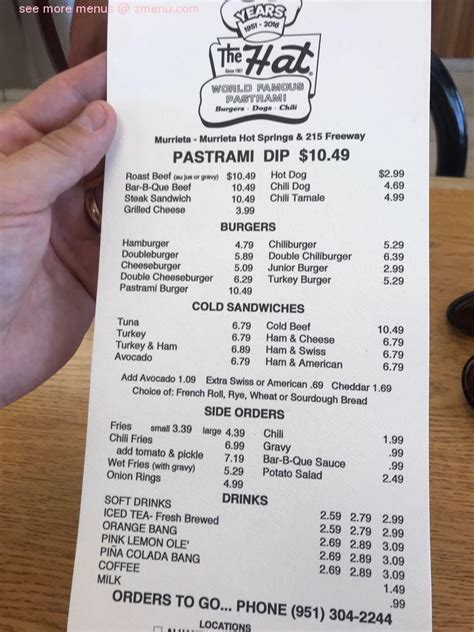 see more menus @ zmenu.com
YEARS
1951 - 2016
The Hat
Since 1951
WORLD FAMOUS
PASTRAMI
Burgers - Dogs - Chili
Murrieta - Murrieta Hot Springs & 215 Freeway
PASTRAMI DIP $10.49
Roast Beef (au jus or gravy) $10.49 Hot Dog $2.99
Bar-B-Que Beef 10.49 Chili Dog 4.69
Steak Sandwich 10.49 Chili Tamale 4.99
Grilled Cheese 3.99
BURGERS
Hamburger 4.79 Chiliburger 5.29
Doubleburger 5.89 Double Chiliburger 6.39
Cheeseburger 5.09 Junior Burger 2.99
Double Cheeseburger 6.29 Turkey Burger 5.29
Pastrami Burger 10.49
COLD SANDWICHES
Tuna 6.79 Cold Beef 10.49
Turkey 6.79 Ham & Cheese 6.79
Turkey & Ham 6.89 Ham & Swiss 6.79
Avocado 6.79 Ham & American 6.79
Add Avocado 1.09 Extra Swiss or American .69 Cheddar 1.69
Choice of: French Roll, Rye, Wheat or Sourdough Bread
SIDE ORDERS
Fries small 3.39 large 4.39 Chili 1.99
Chili Fries 6.99 Gravy .99
add tomato & pickle 7.19 Bar-B-Que Sauce .99
Wet Fries (with gravy) 5.29 Potato Salad 2.49
Onion Rings 4.99
DRINKS
SOFT DRINKS 2.59 2.79 2.99
ICED TEA- Fresh Brewed 2.59 2.79 2.99
ORANGE BANG 2.69 2.89 3.09
PINK LEMON OLE' 2.69 2.89 3.09
PIÑA COLADA BANG 2.69 2.89 3.09
COFFEE 1.49
MILK .99
ORDERS TO GO... PHONE (951) 304-2244
LOCATIONS